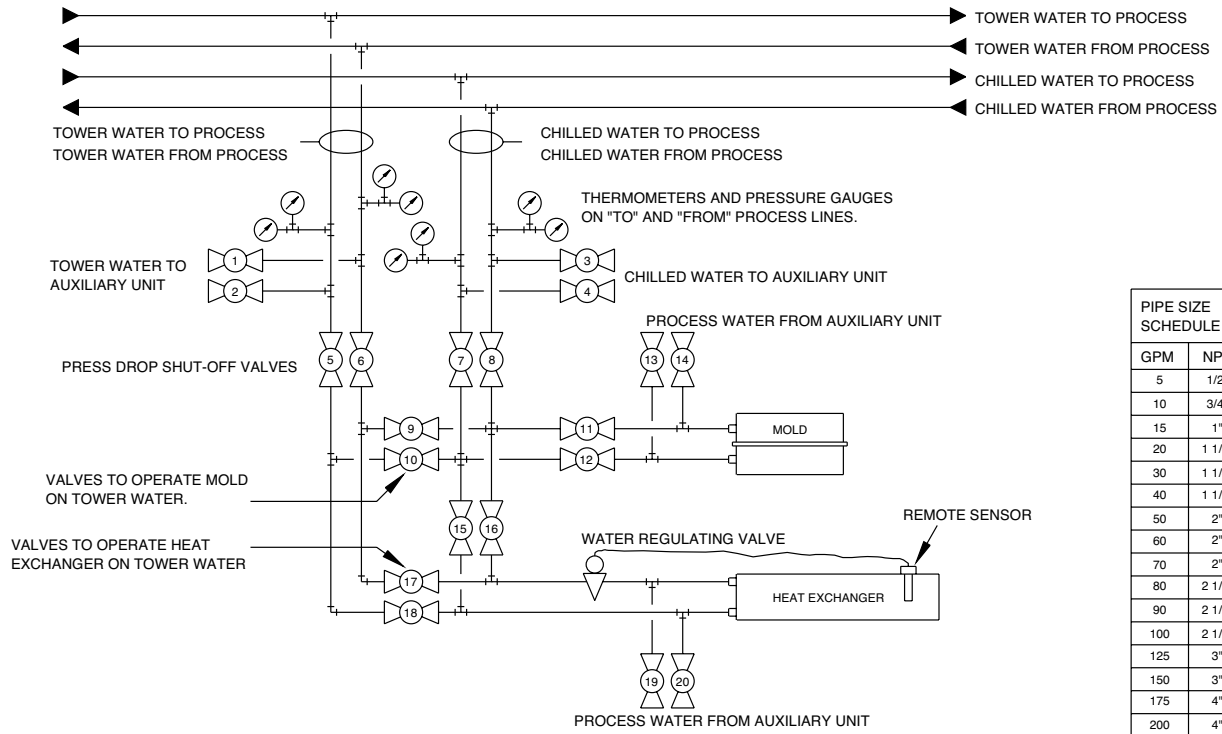 TOWER WATER TO PROCESS
TOWER WATER FROM PROCESS
CHILLED WATER TO PROCESS
CHILLED WATER FROM PROCESS
TOWER WATER TO PROCESS
TOWER WATER FROM PROCESS
CHILLED WATER TO PROCESS
CHILLED WATER FROM PROCESS
THERMOMETERS AND PRESSURE GAUGES
ON "TO" AND "FROM" PROCESS LINES.
TOWER WATER TO
AUXILIARY UNIT
1
2
3
4
CHILLED WATER TO AUXILIARY UNIT
PROCESS WATER FROM AUXILIARY UNIT
PRESS DROP SHUT-OFF VALVES
5
6
7
8
13
14
9
11
MOLD
10
12
VALVES TO OPERATE MOLD
ON TOWER WATER.
15
16
REMOTE SENSOR
WATER REGULATING VALVE
VALVES TO OPERATE HEAT
EXCHANGER ON TOWER WATER
17
18
HEAT EXCHANGER
19
20
PROCESS WATER FROM AUXILIARY UNIT
PIPE SIZE
SCHEDULE
GPM
5 1/2
10 3/4
15 1"
20 1 1/
30 1 1/
40 1 1/
50 2"
60 2"
70 2"
80 2 1/
90 2 1/
100 2 1/
125 3"
150 3"
175 4"
200 4"